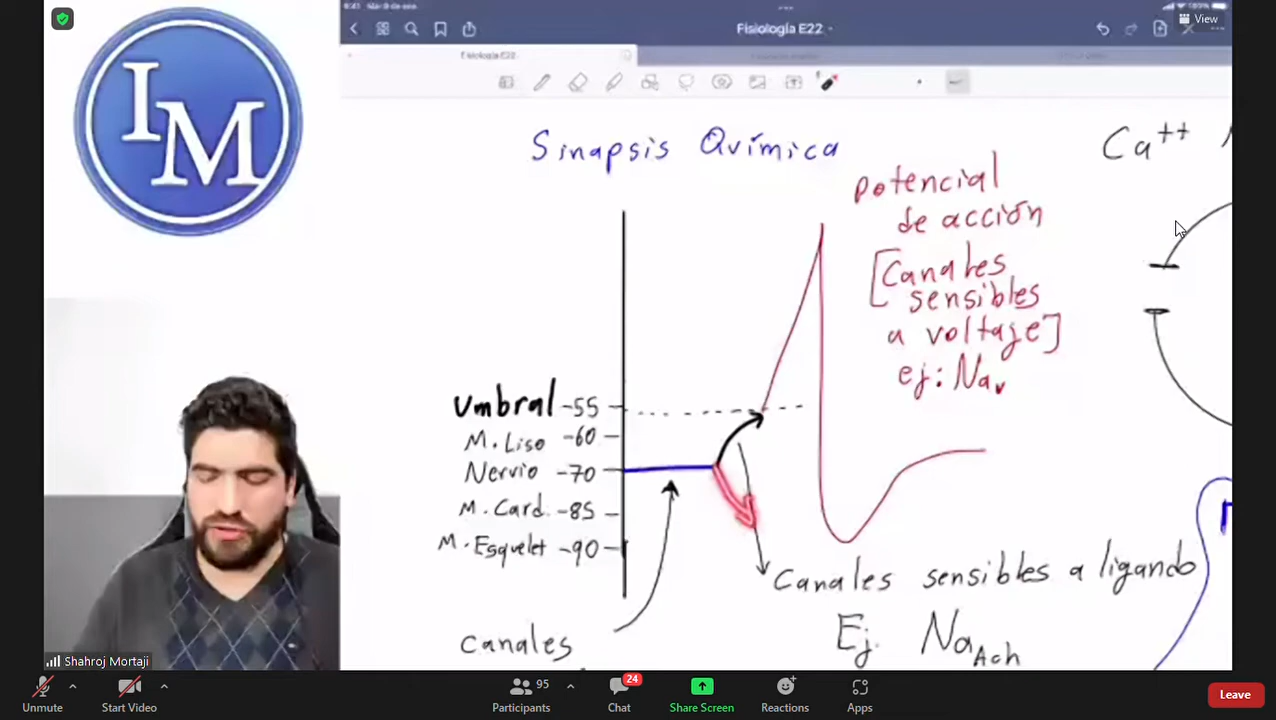 IM
Fisiología E22
View
Fisiología E22
Sinapsis Química
Ca++
potencial
de acción
[Canales
sensibles
a voltaje]
ej: Nav
Umbral -55
M. Liso -60
Nervio -70
M. Card. -85
M. Esquelet -90
Canales sensibles a ligando
Ej. NaAch
canales
Shahroj Mortaji
Unmute
Start Video
95
Participants
24
Chat
Share Screen
Reactions
Apps
Leave